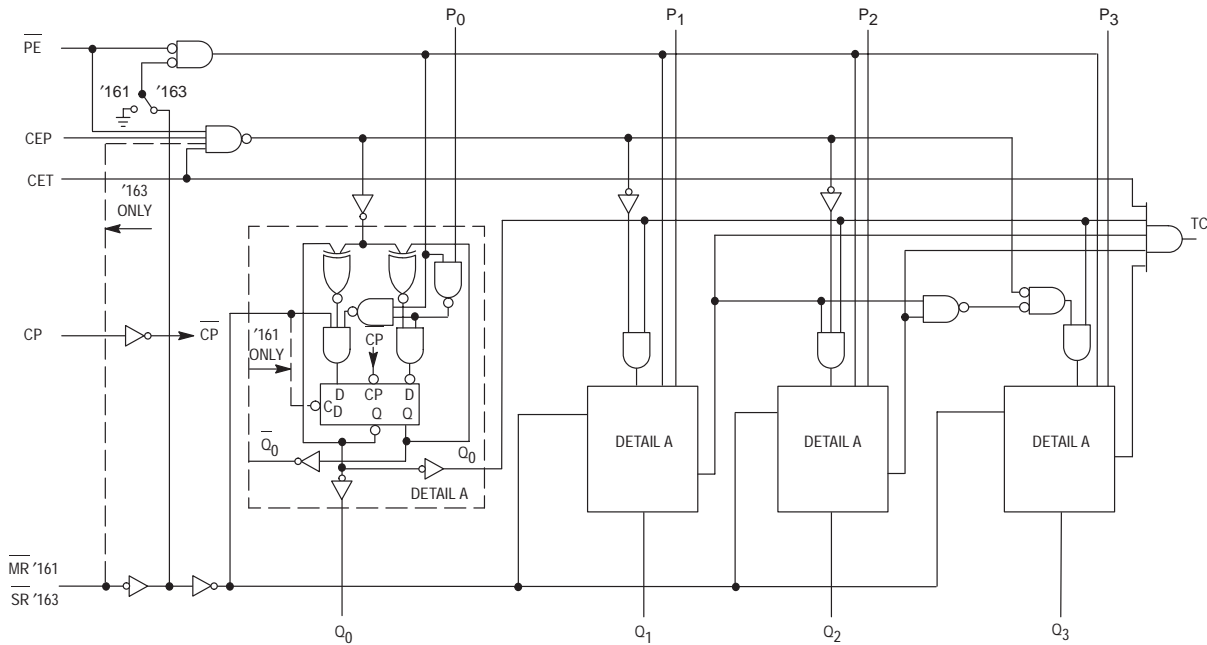 P0 P1 P2 P3
PE
'161 '163
CEP
CET
'163
ONLY
TC
CP CP
'161
ONLY
CP
D CP D
CD Q Q
Q0 Q0
DETAIL A
DETAIL A
DETAIL A
DETAIL A
MR '161
SR '163
Q0 Q1 Q2 Q3